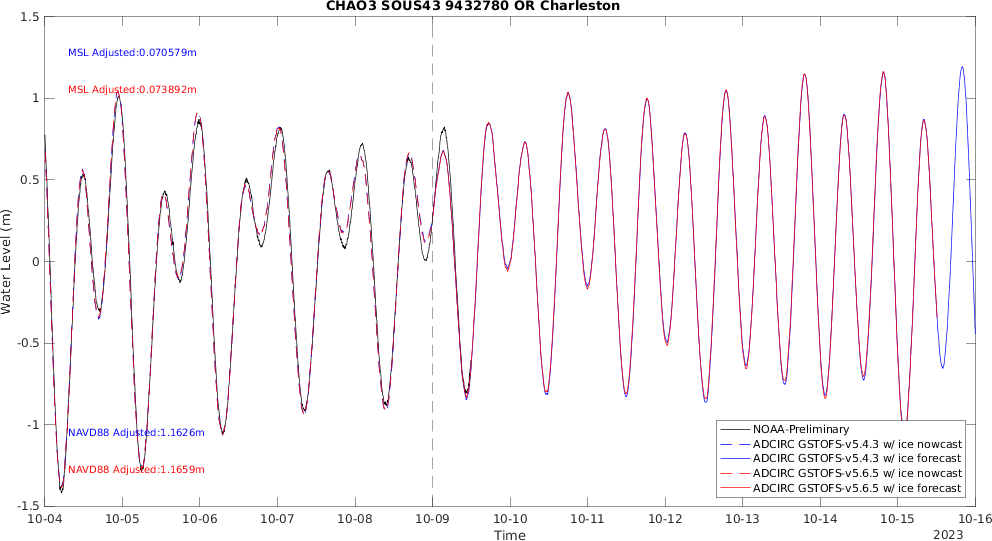 CHAO3 SOUS43 9432780 OR Charleston
1.5
1
0.5
0
-0.5
-1
-1.5
Water Level (m)
MSL Adjusted:0.070579m
MSL Adjusted:0.073892m
NAVD88 Adjusted:1.1626m
NAVD88 Adjusted:1.1659m
NOAA-Preliminary
ADCIRC GSTOFS-v5.4.3 w/ ice nowcast
ADCIRC GSTOFS-v5.4.3 w/ ice forecast
ADCIRC GSTOFS-v5.6.5 w/ ice nowcast
ADCIRC GSTOFS-v5.6.5 w/ ice forecast
10-04 10-05 10-06 10-07 10-08 10-09 10-10 10-11 10-12 10-13 10-14 10-15 10-16
Time
2023